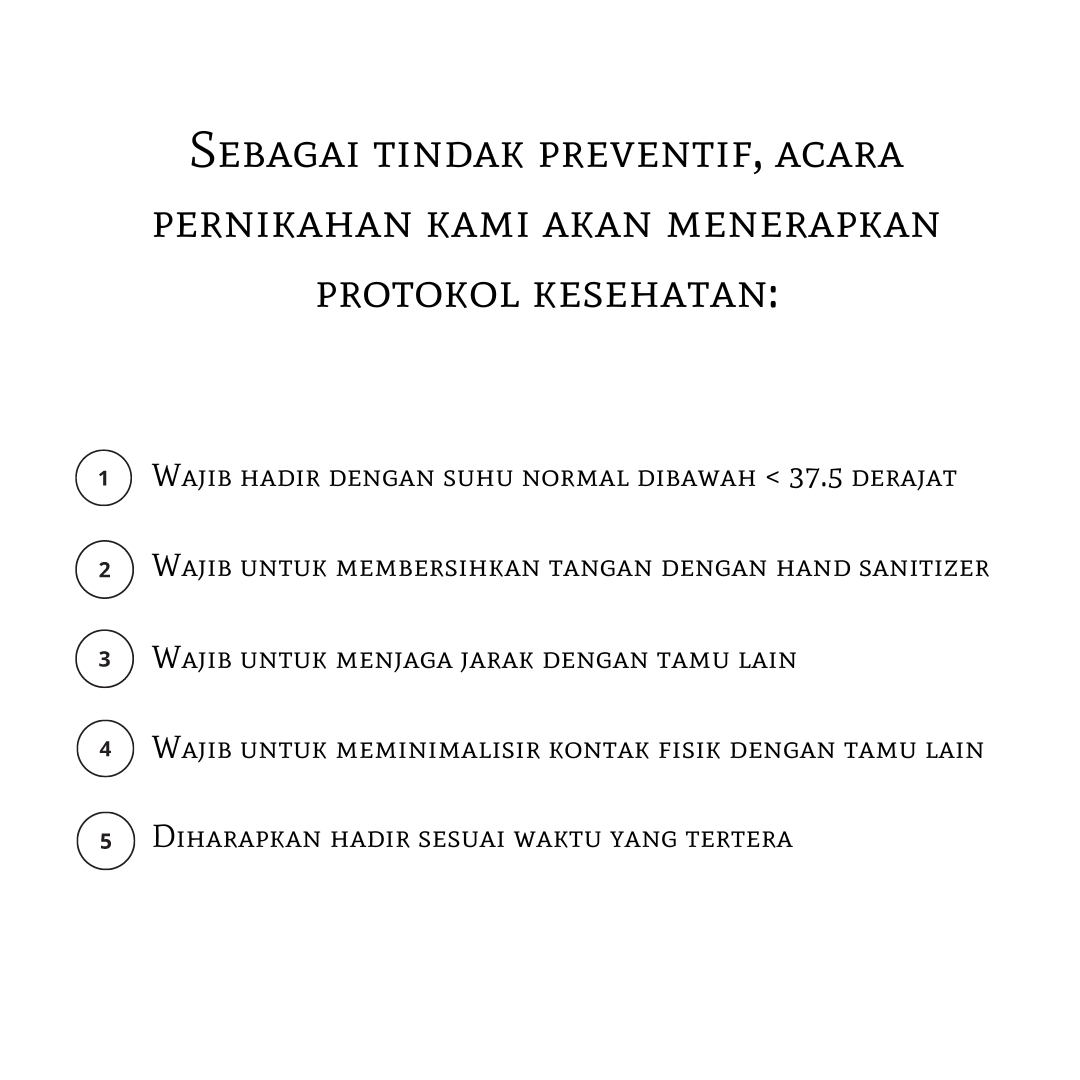 Sebagai tindak preventif, acara
pernikahan kami akan menerapkan
protokol kesehatan:
1 Wajib hadir dengan suhu normal dibawah < 37.5 derajat
2 Wajib untuk membersihkan tangan dengan hand sanitizer
3 Wajib untuk menjaga jarak dengan tamu lain
4 Wajib untuk meminimalisir kontak fisik dengan tamu lain
5 Diharapkan hadir sesuai waktu yang tertera